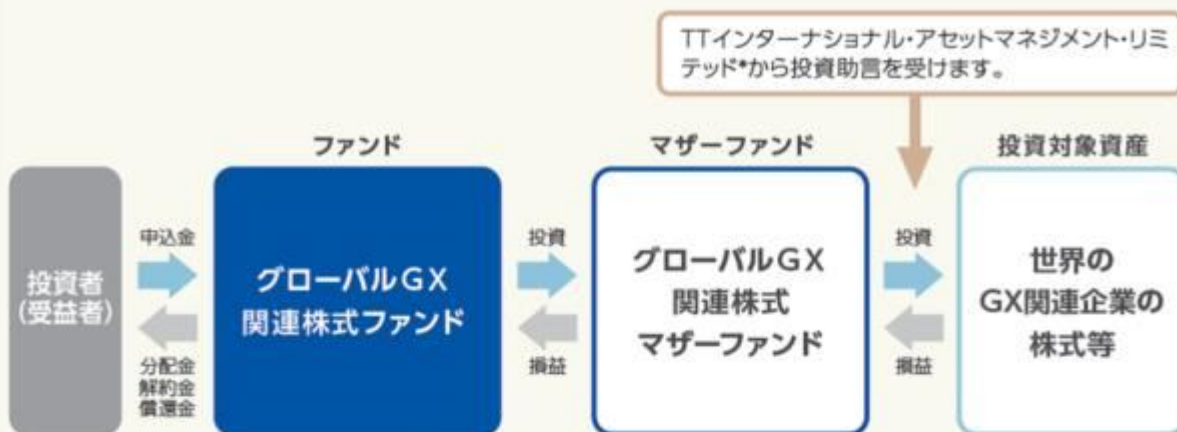 TTインターナショナル・アセットマネジメント・リミ
テッド*から投資助言を受けます。
ファンド
マザーファンド
投資対象資産
投資者
(受益者)
申込金
分配金
解約金
償還金
グローバルGX
関連株式ファンド
投資
損益
グローバルGX
関連株式
マザーファンド
投資
損益
世界の
GX関連企業の
株式等